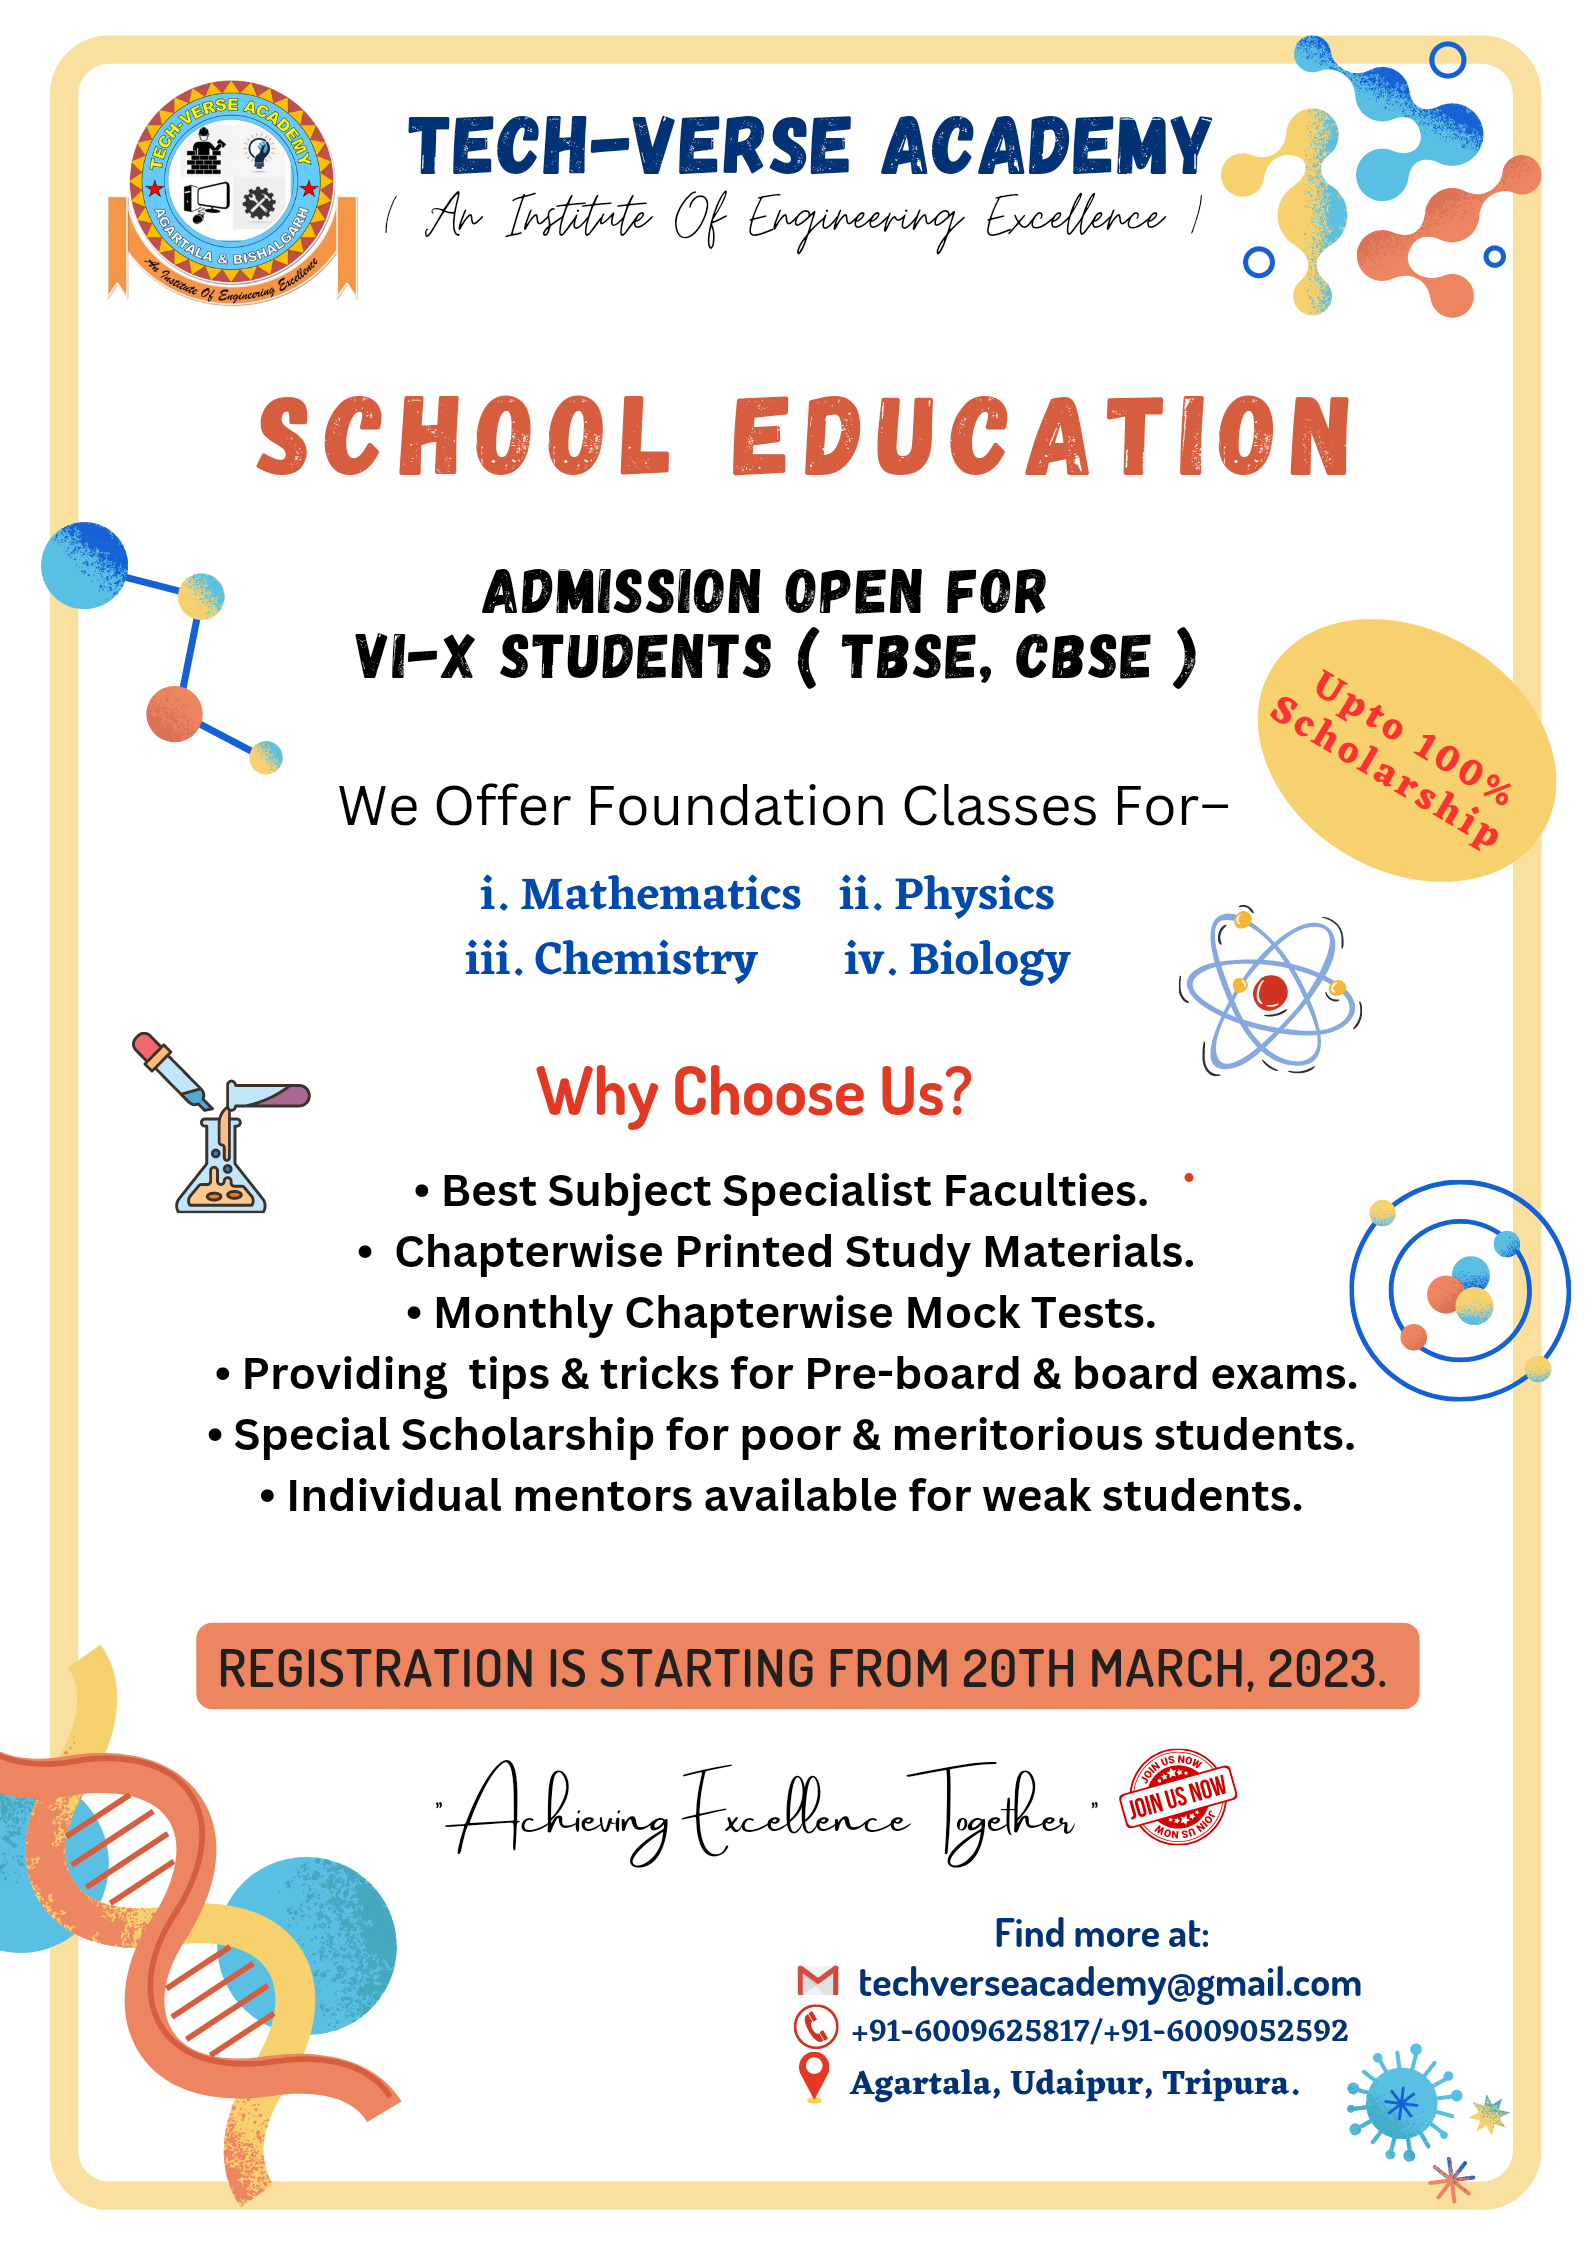 TECH-VERSE ACADEMY
AGARTALA & BISHALGARH
An Institute Of Engineering Excellence
TECH-VERSE ACADEMY
( An Institute Of Engineering Excellence )
SCHOOL EDUCATION
ADMISSION OPEN FOR
VI-X STUDENTS ( TBSE, CBSE )
Upto 100%
Scholarship
We Offer Foundation Classes For–
i. Mathematics ii. Physics
iii. Chemistry iv. Biology
Why Choose Us?
• Best Subject Specialist Faculties.
• Chapterwise Printed Study Materials.
• Monthly Chapterwise Mock Tests.
• Providing tips & tricks for Pre-board & board exams.
• Special Scholarship for poor & meritorious students.
• Individual mentors available for weak students.
REGISTRATION IS STARTING FROM 20TH MARCH, 2023.
"Achieving Excellence Together "
JOIN US NOW
JOIN US NOW
JOIN US NOW
Find more at:
techverseacademy@gmail.com
+91-6009625817/+91-6009052592
Agartala, Udaipur, Tripura.